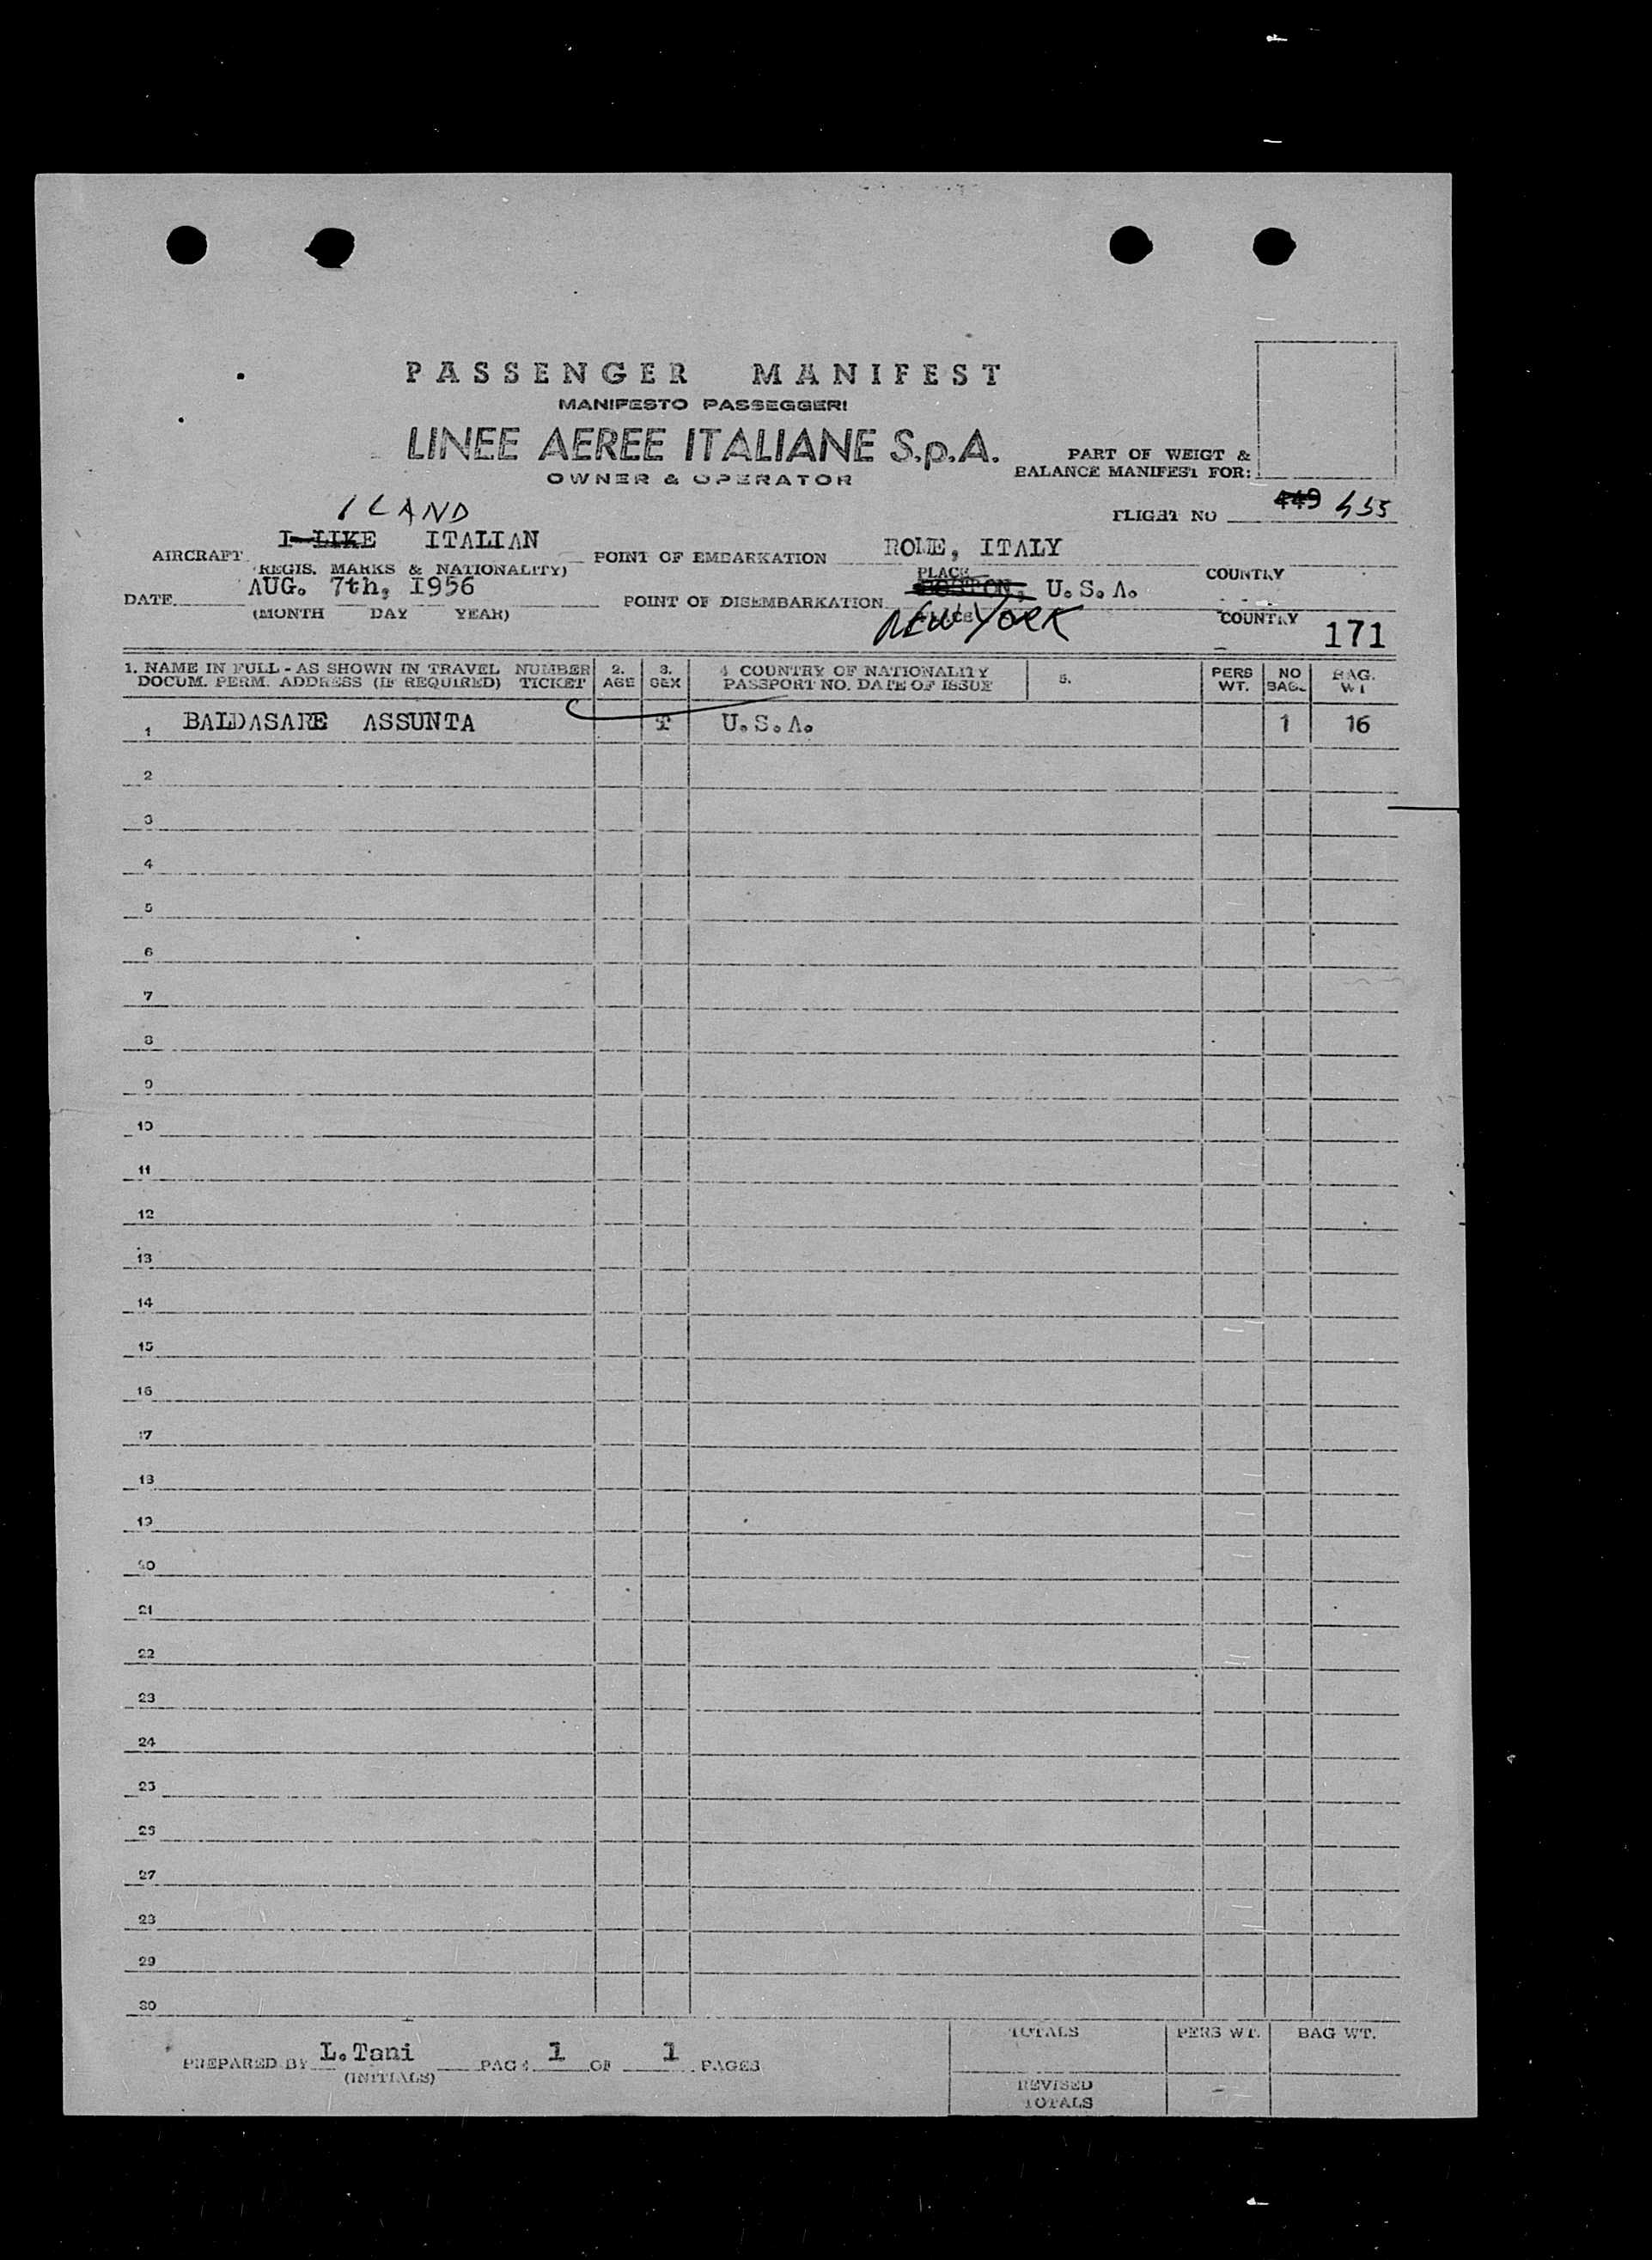 PASSENGER MANIFEST
MANIFESTO PASSEGGERI
LINEE AEREE ITALIANE S.p.A.
OWNER & OPERATOR
PART OF WEIGT &
BALANCE MANIFEST FOR:
FLIGHT NO 449
ILAND
AIRCRAFT I-LIKE ITALIAN
(REGIS. MARKS & NATIONALITY)
POINT OF EMBARKATION ROME, ITALY
PLACE COUNTRY
DATE AUG. 7th, I956
(MONTH DAY YEAR)
POINT OF DISEMBARKATION BOSTON, U.S.A.
NEW YORK
COUNTRY
171
1. NAME IN FULL - AS SHOWN IN TRAVEL NUMBER 2. 3. 4 COUNTRY OF NATIONALITY 5. PERS NO BAG.
DOCUM. PERM. ADDRESS (IF REQUIRED) TICKET AGE SEX PASSPORT NO. DATE OF ISSUE WT. BAG. WT
1 BALDASARE ASSUNTA U.S.A. 1 16
2
3
4
5
6
7
8
9
10
11
12
13
14
15
16
17
18
19
20
21
22
23
24
25
26
27
28
29
30
PREPARED BY L.Tani PAGE 1 OF 1 PAGES
(INITIALS)
TOTALS PERS WT. BAG WT.
REVISED
TOTALS